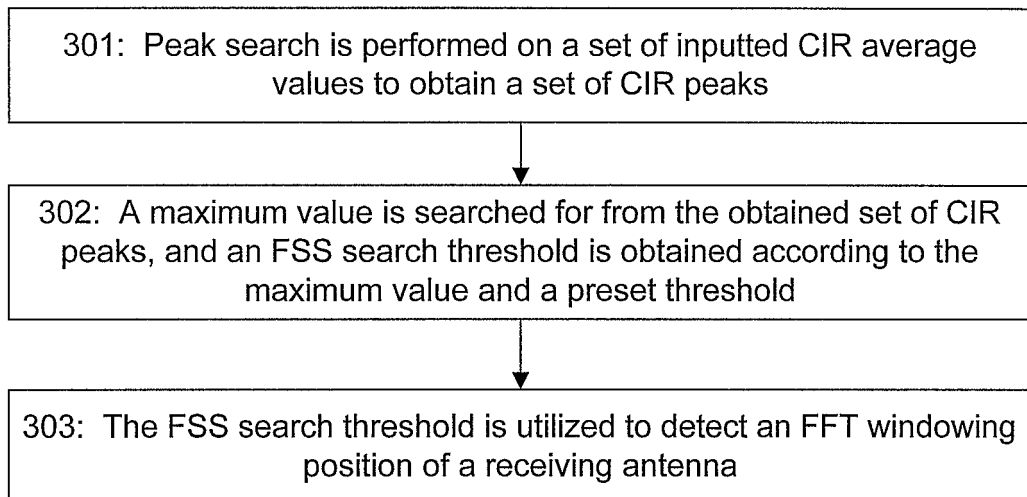 301: Peak search is performed on a set of inputted CIR average
values to obtain a set of CIR peaks
302: A maximum value is searched for from the obtained set of CIR
peaks, and an FSS search threshold is obtained according to the
maximum value and a preset threshold
303: The FSS search threshold is utilized to detect an FFT windowing
position of a receiving antenna